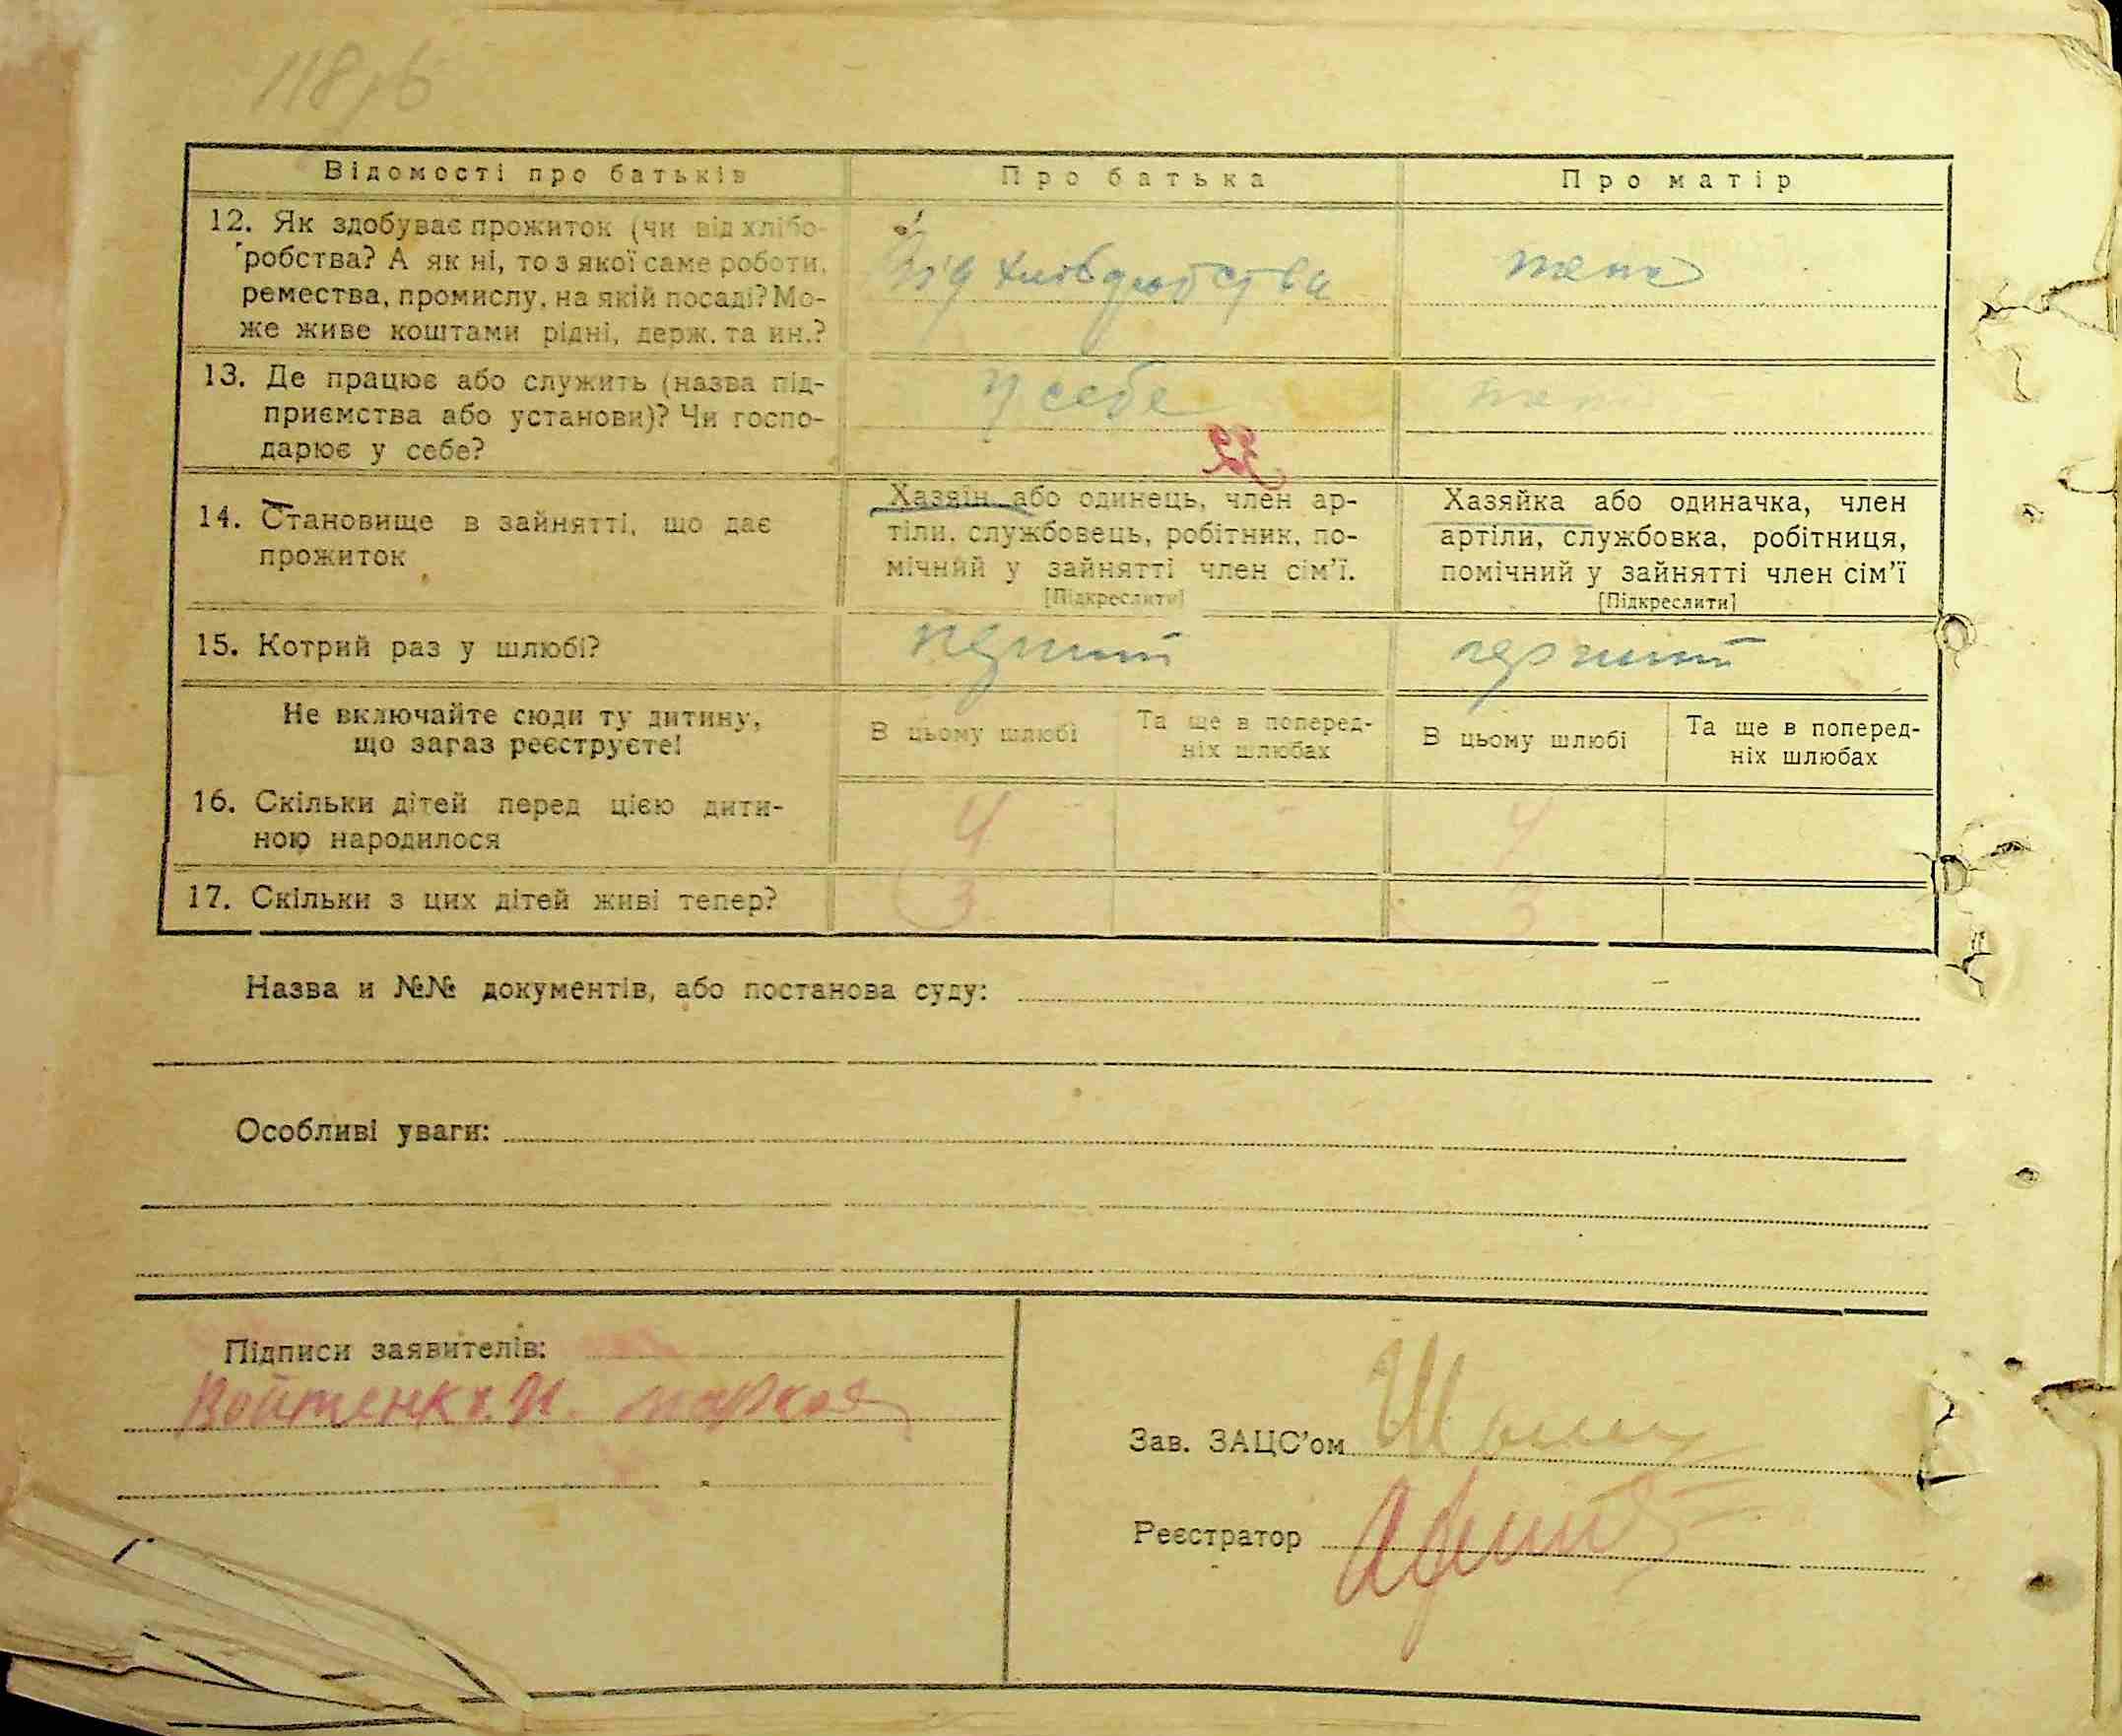 118
Відомості про батьків
Про батька
Про матір
12. Як здобуває прожиток (чи від хлібо-
робства? А як ні, то з якої саме роботи,
ремества, промислу, на якій посаді? Мо-
же живе коштами рідні, держ. та ин.?
Від хліборобства
теж
13. Де працює або служить (назва під-
приємства або установи)? Чи госпо-
дарює у себе?
у себе
32
14. Становище в зайнятті, що дає
прожиток
Хазяїн або одинець, член ар-
тіли, службовець, робітник, по-
мічний у зайнятті член сім’ї.
[Підкреслити]
Хазяйка або одиначка, член
артіли, службовка, робітниця,
помічний у зайнятті член сім’ї
[Підкреслити]
15. Котрий раз у шлюбі?
перший
перший
Не включайте сюди ту дитину,
що зараз реєструєте!
В цьому шлюбі
Та ще в поперед-
ніх шлюбах
В цьому шлюбі
Та ще в поперед-
ніх шлюбах
16. Скільки дітей перед цією дити-
ною народилося
4 -
-
4
17. Скільки з цих дітей живі тепер?
3
3
Назва и №№ документів, або постанова суду:
Особливі уваги:
Підписи заявителів:
Войтенко И.
Зав. ЗАЦС’ом
Реєстратор